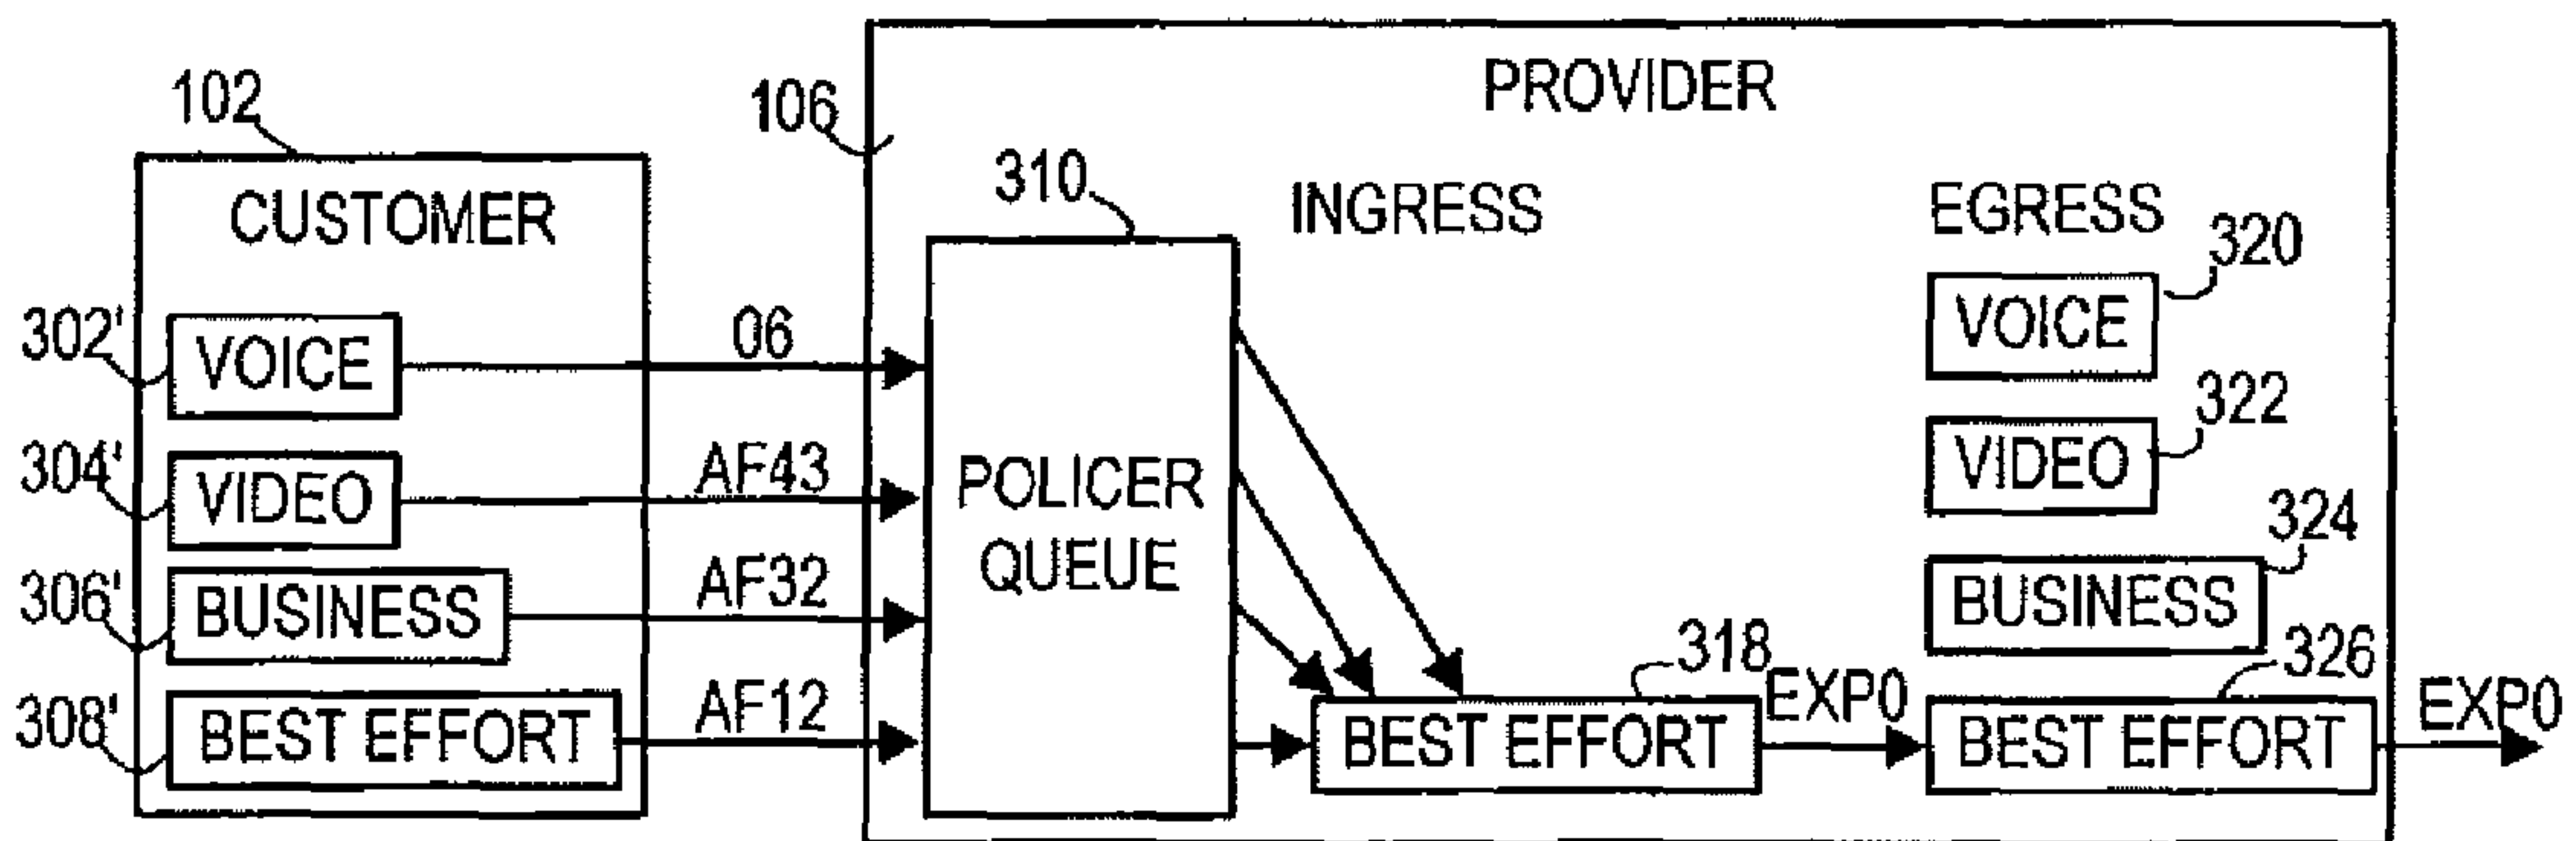 PROVIDER
102
106
CUSTOMER
310
INGRESS
EGRESS
320
302'
VOICE
06
VOICE
322
304'
VIDEO
AF43
POLICER
QUEUE
VIDEO
324
306'
BUSINESS
AF32
BUSINESS
318
326
308'
BEST EFFORT
AF12
BEST EFFORT
EXP0
BEST EFFORT
EXP0